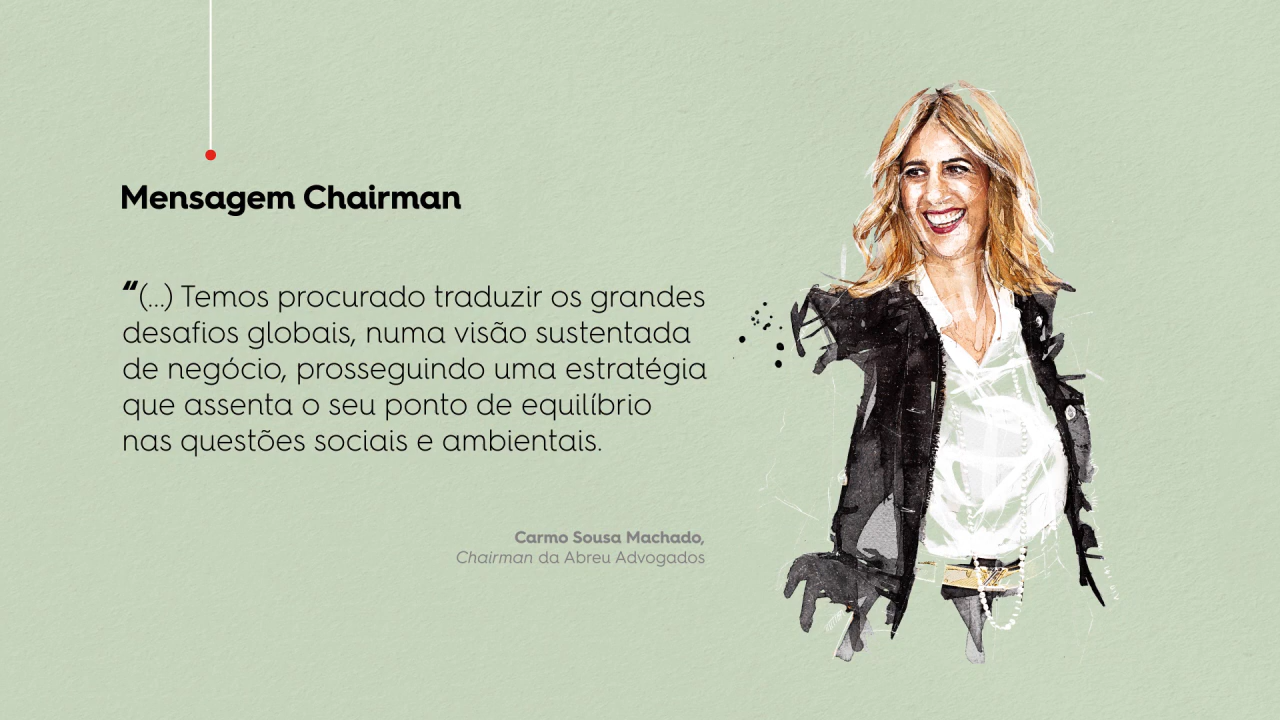 Mensagem Chairman
“(...) Temos procurado traduzir os grandes
desafios globais, numa visão sustentada
de negócio, prosseguindo uma estratégia
que assenta o seu ponto de equilíbrio
nas questões sociais e ambientais.
Carmo Sousa Machado,
Chairman da Abreu Advogados